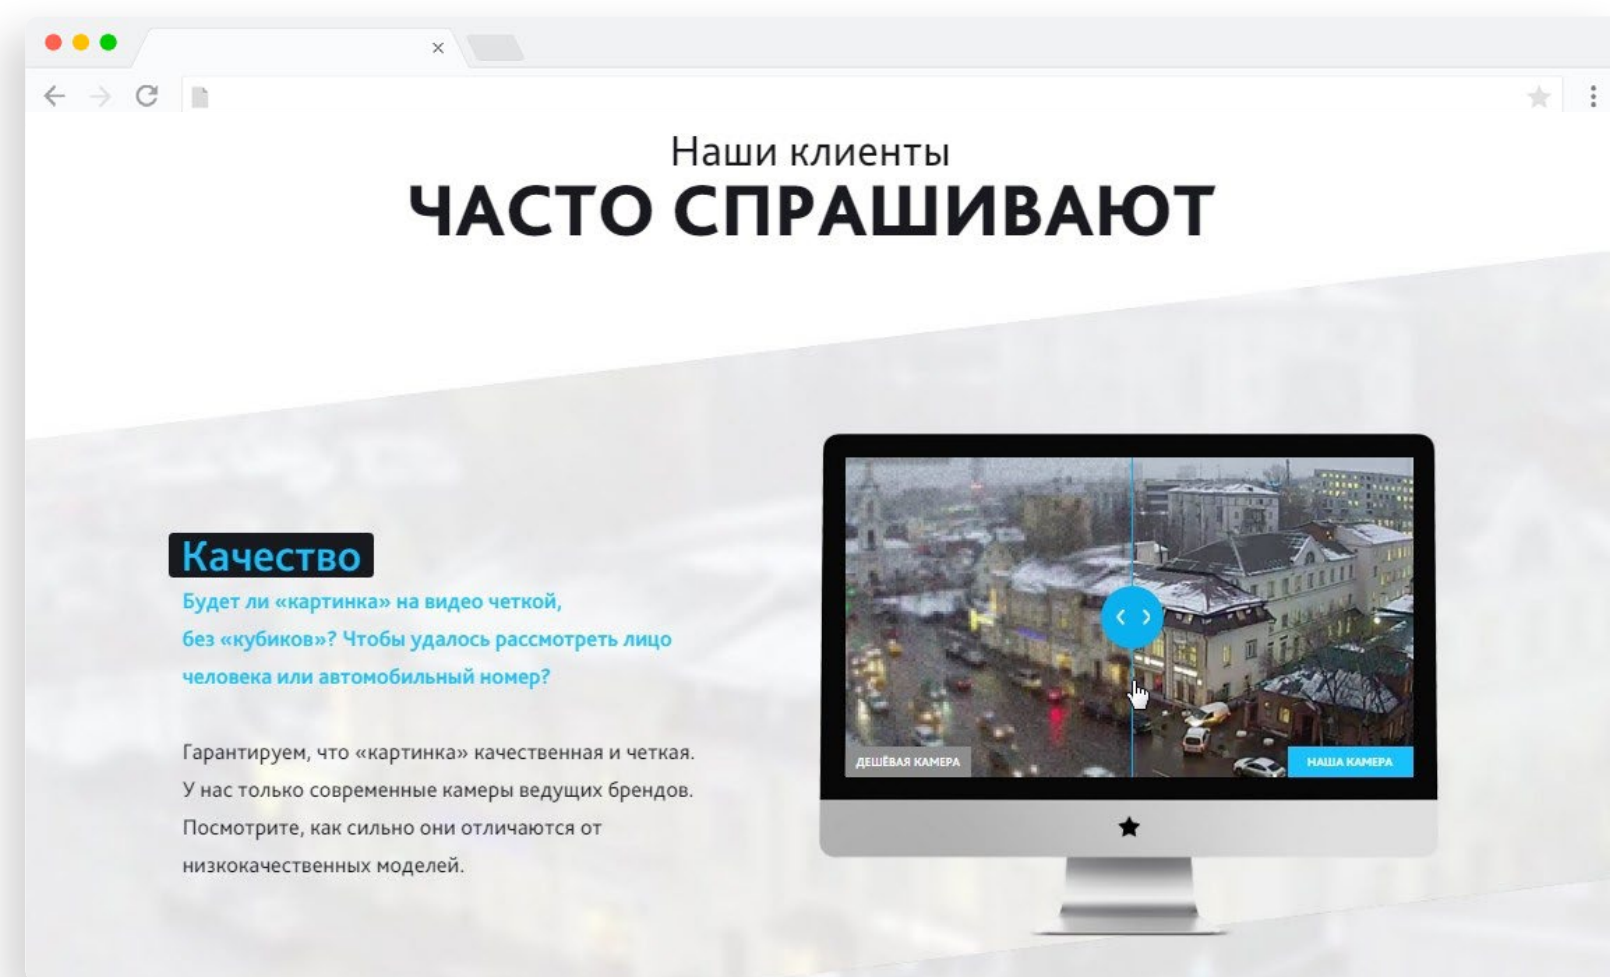 Наши клиенты
ЧАСТО СПРАШИВАЮТ
Качество
Будет ли «картинка» на видео четкой,
без «кубиков»? Чтобы удалось рассмотреть лицо
человека или автомобильный номер?
Гарантируем, что «картинка» качественная и четкая.
У нас только современные камеры ведущих брендов.
Посмотрите, как сильно они отличаются от
низкокачественных моделей.
ДЕШЁВАЯ КАМЕРА
НАША КАМЕРА